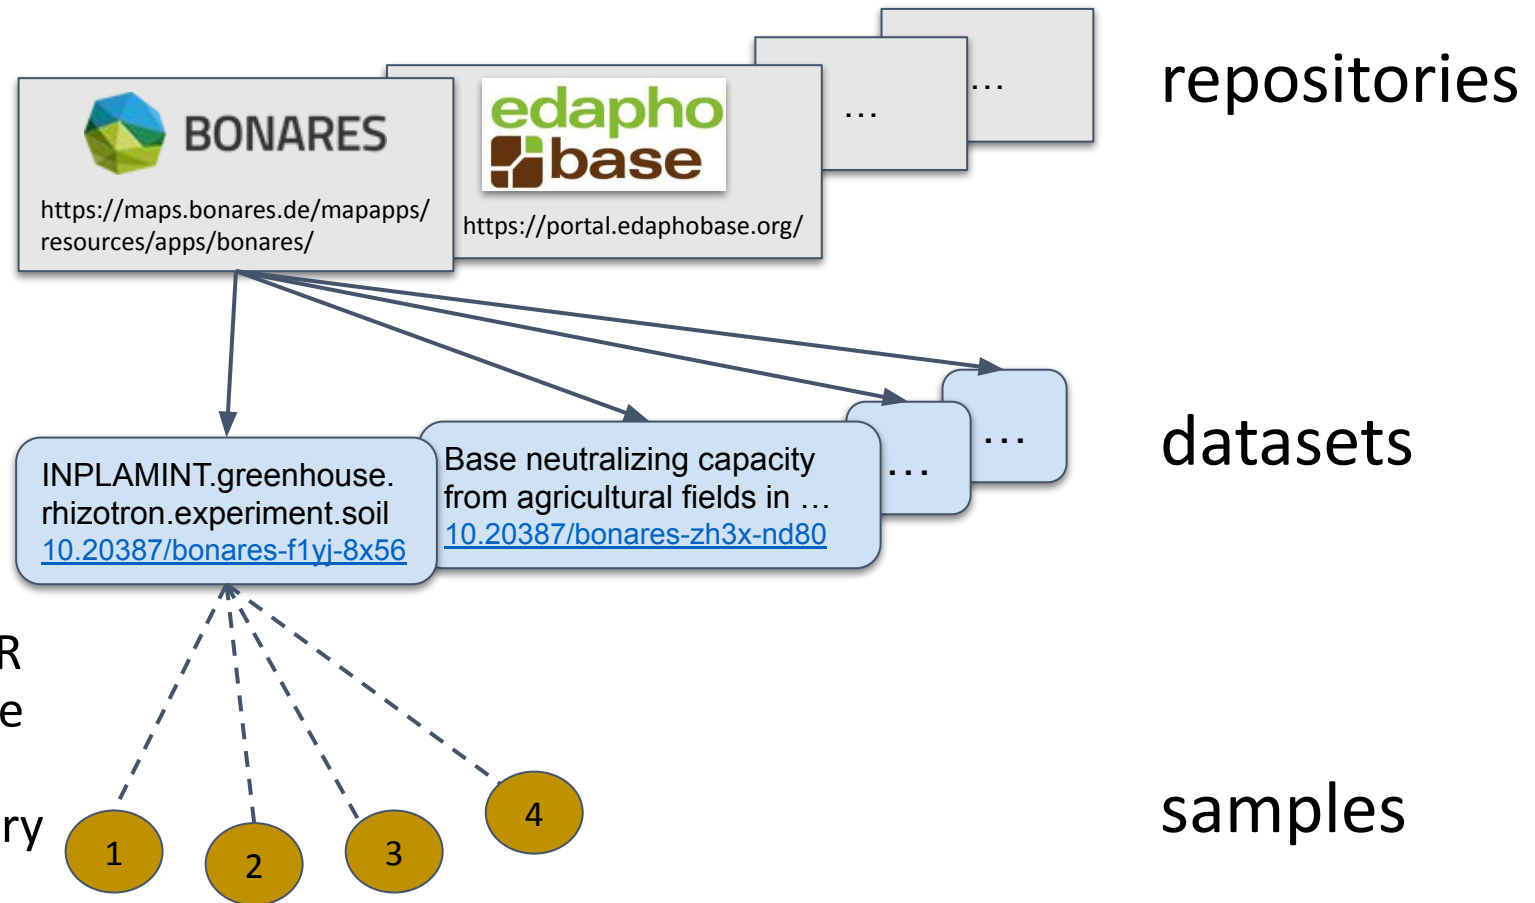 repositories
…
…
BONARES
https://maps.bonares.de/mapapps/
resources/apps/bonares/
edapho
base
https://portal.edaphobase.org/
datasets
INPLAMINT.greenhouse.
rhizotron.experiment.soil
10.20387/bonares-f1yj-8x56
Base neutralizing capacity
from agricultural fields in …
10.20387/bonares-zh3x-nd80
…
…
R
e
ry
samples
1
2
3
4